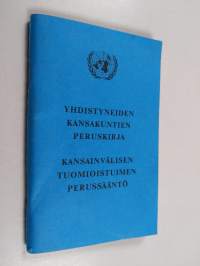 YHDISTYNEIDEN
KANSAKUNTIEN
PERUSKIRJA
KANSAINVÄLISEN
TUOMIOISTUIMEN
PERUSSÄÄNTÖ